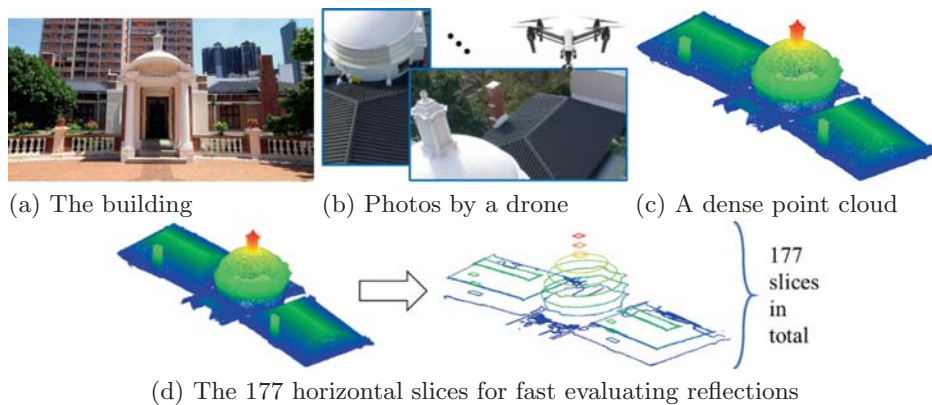 (a) The building
(b) Photos by a drone
(c) A dense point cloud
177
slices
in
total
(d) The 177 horizontal slices for fast evaluating reflections